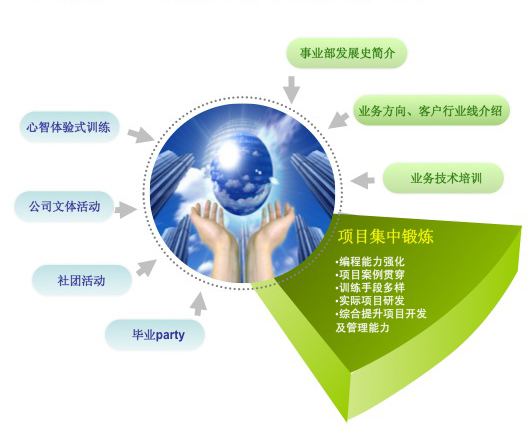 事业部发展史简介
业务方向、客户行业线介绍
心智体验式训练
业务技术培训
公司文体活动
项目集中锻炼
•编程能力强化
•项目案例贯穿
•训练手段多样
•实际项目研发
•综合提升项目开发
及管理能力
社团活动
毕业party